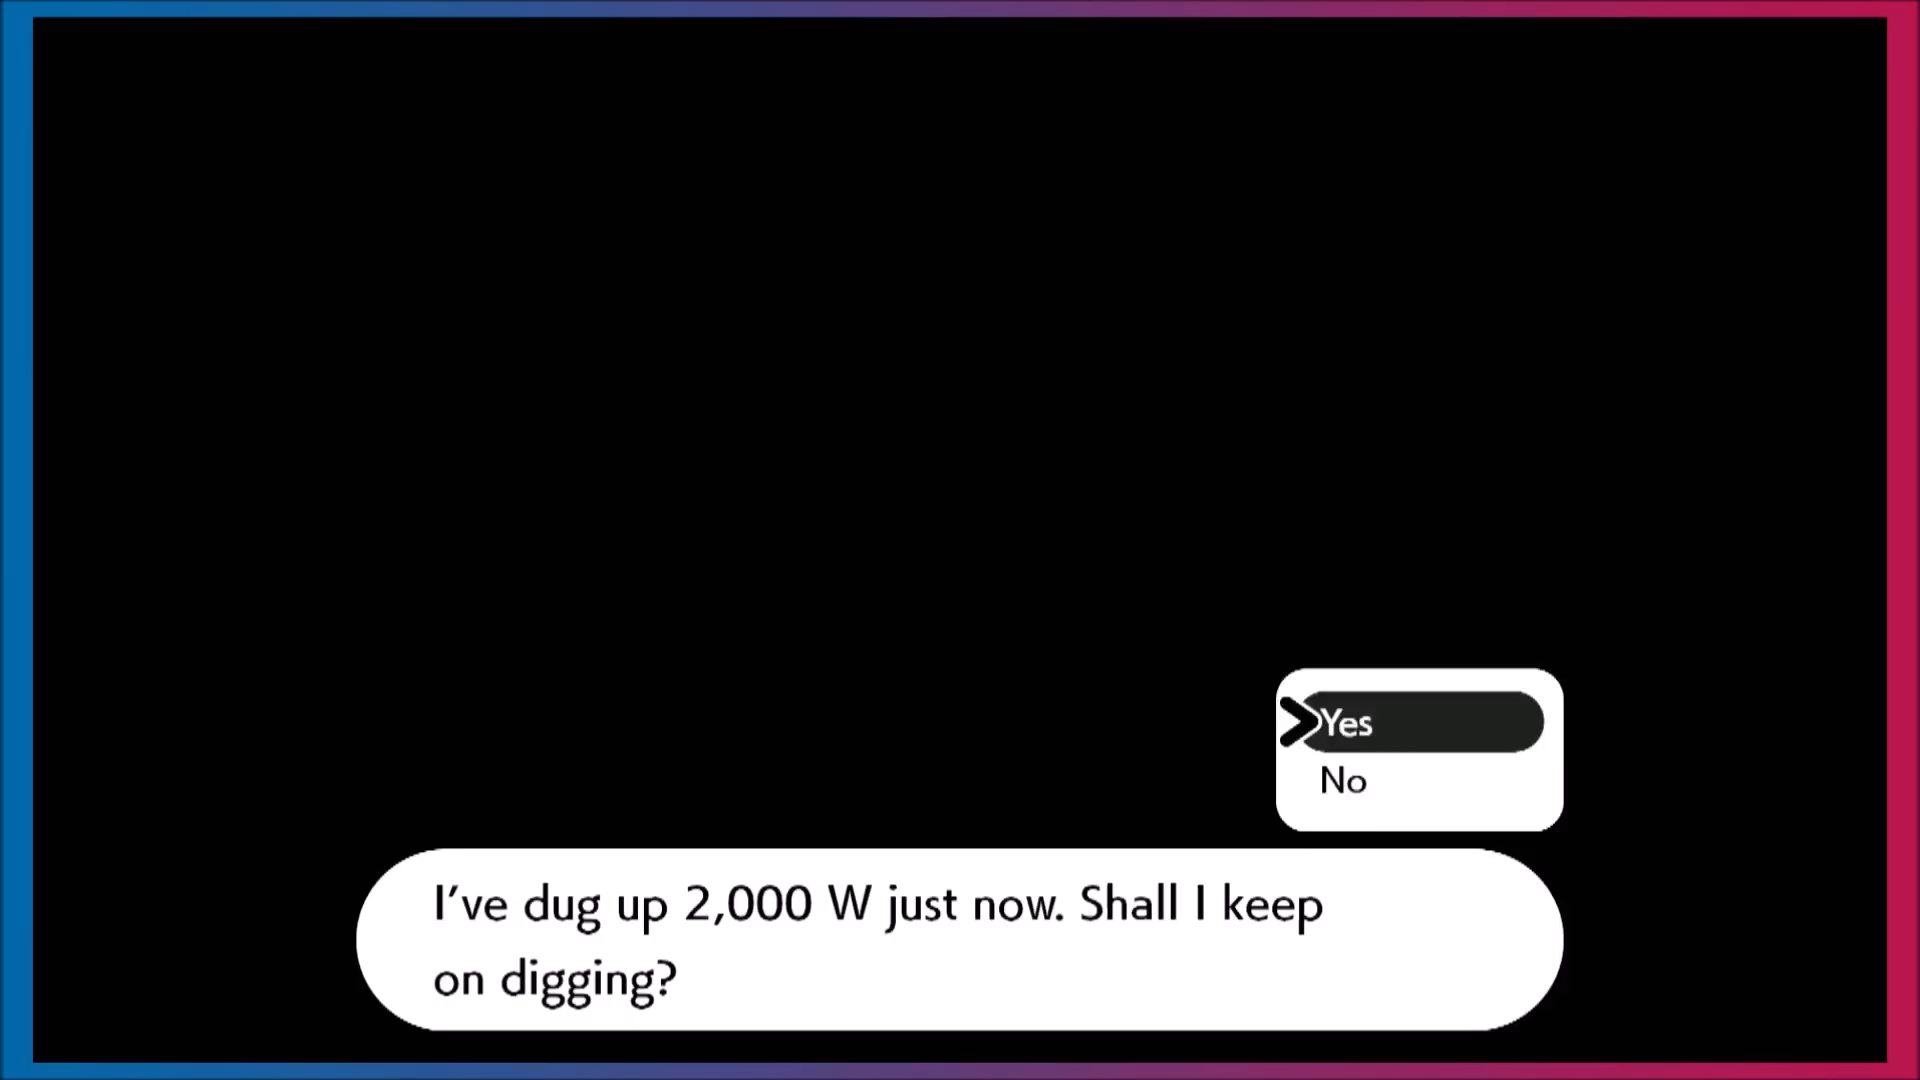 Yes
No
I've dug up 2,000 W just now. Shall I keep
on digging?